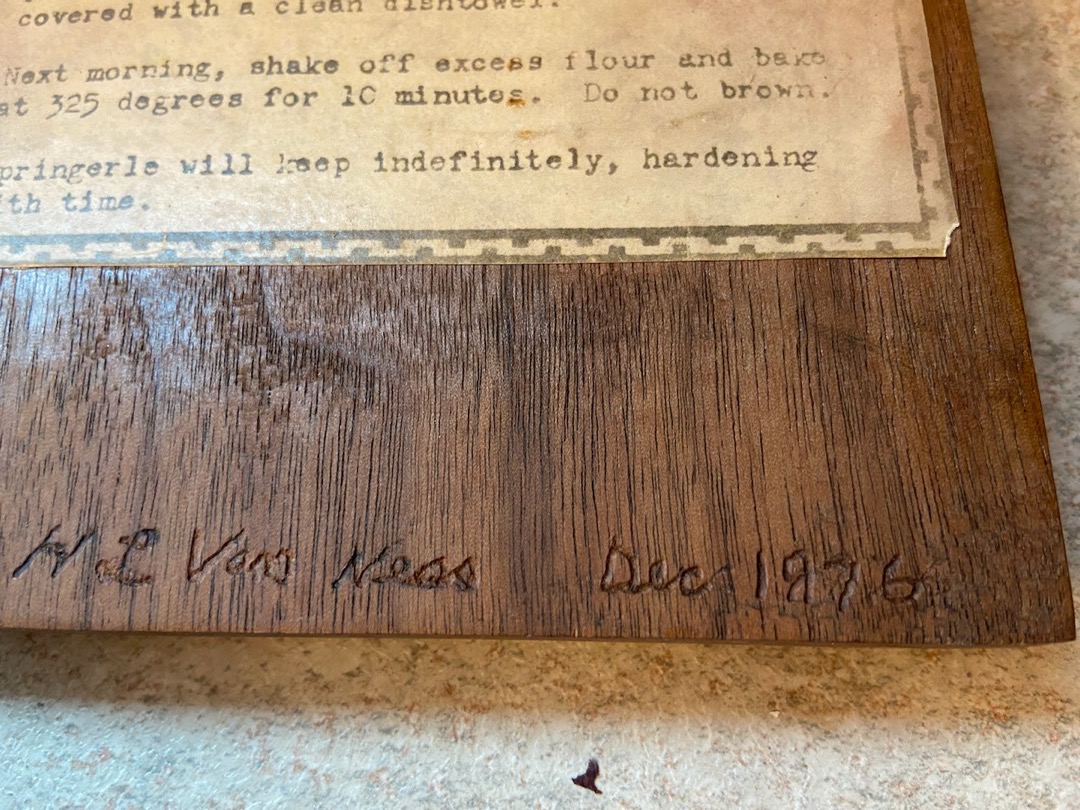 covered with a clean dishtowel.
Next morning, shake off excess flour and bake
at 325 degrees for 10 minutes. Do not brown.
pringerle will keep indefinitely, hardening
ith time.
H L Van Neas Dec 1976